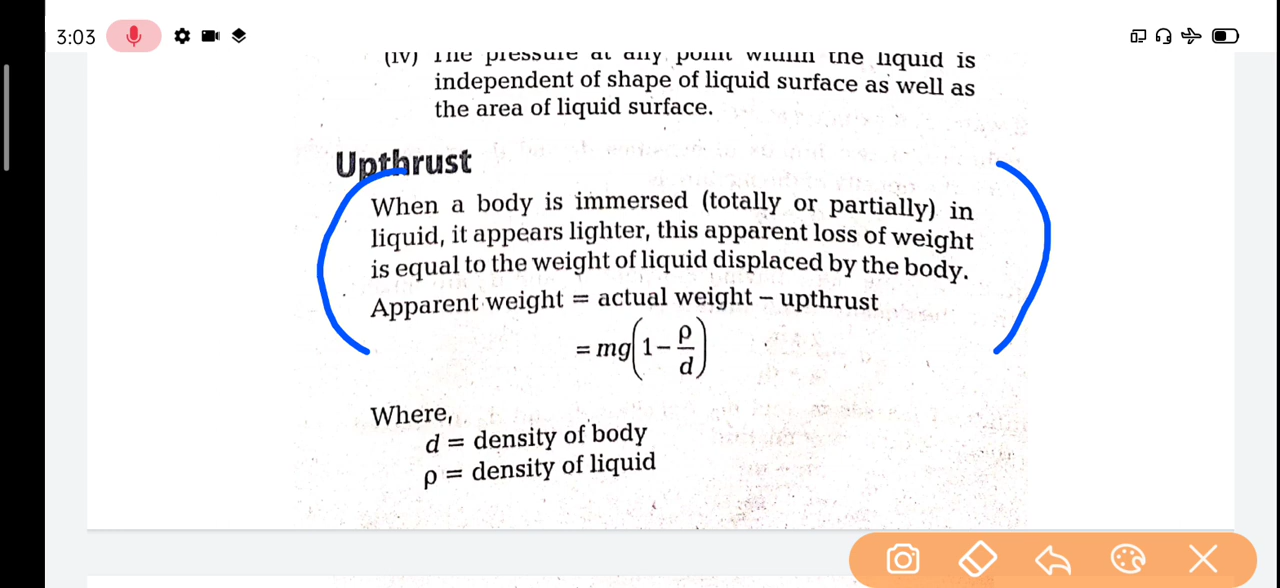 3:03
(iv) The pressure at any point within the liquid is
independent of shape of liquid surface as well as
the area of liquid surface.
Upthrust
When a body is immersed (totally or partially) in
liquid, it appears lighter, this apparent loss of weight
is equal to the weight of liquid displaced by the body.
Apparent weight = actual weight – upthrust
= mg(1 – ρ/d)
Where,
d = density of body
ρ = density of liquid